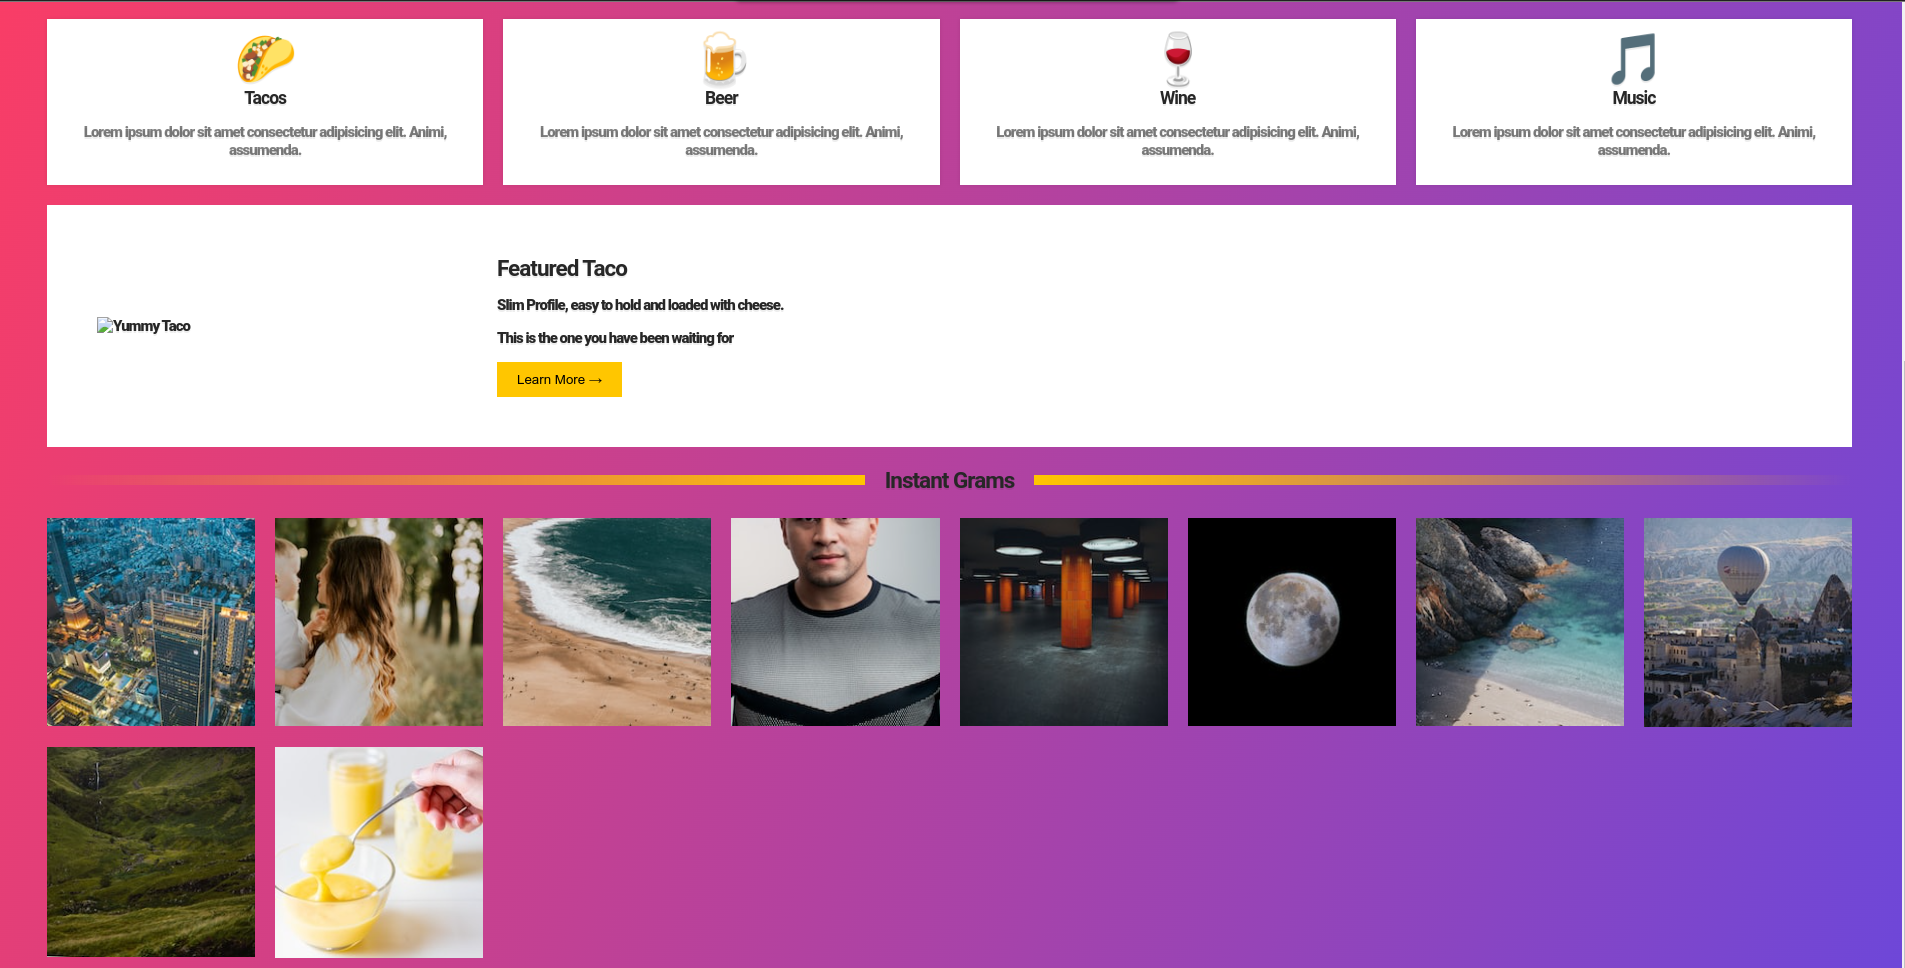 Tacos
Lorem ipsum dolor sit amet consectetur adipisicing elit. Animi,
assumenda.
Beer
Lorem ipsum dolor sit amet consectetur adipisicing elit. Animi,
assumenda.
Wine
Lorem ipsum dolor sit amet consectetur adipisicing elit. Animi,
assumenda.
Music
Lorem ipsum dolor sit amet consectetur adipisicing elit. Animi,
assumenda.
Yummy Taco
Featured Taco
Slim Profile, easy to hold and loaded with cheese.
This is the one you have been waiting for
Learn More →
Instant Grams